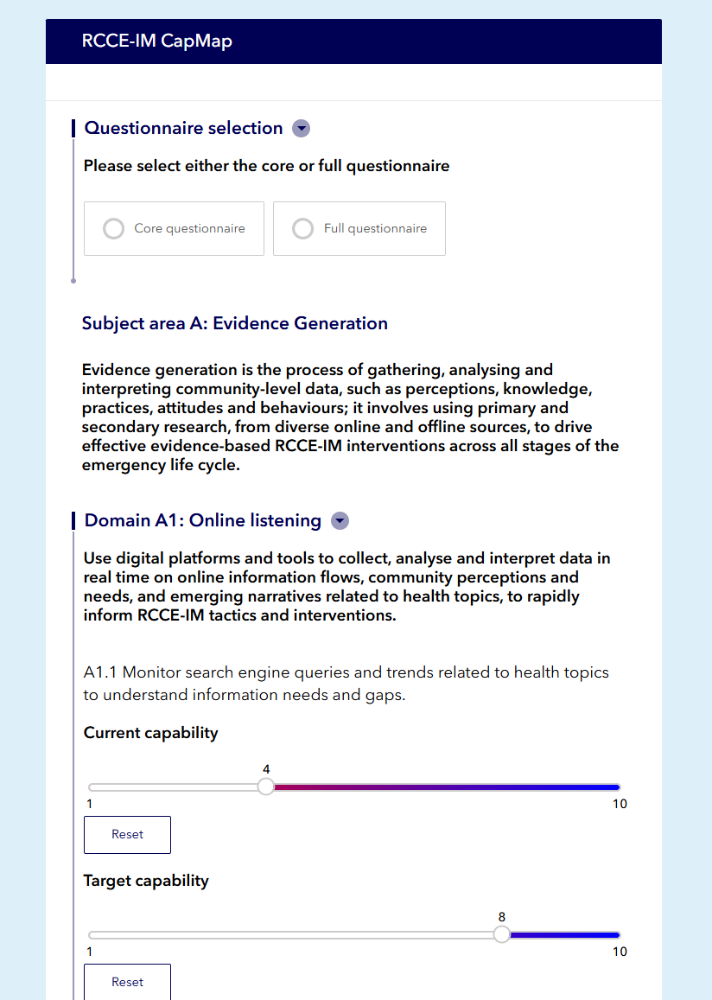 RCCE-IM CapMap
Questionnaire selection
Please select either the core or full questionnaire
Core questionnaire
Full questionnaire
Subject area A: Evidence Generation
Evidence generation is the process of gathering, analysing and
interpreting community-level data, such as perceptions, knowledge,
practices, attitudes and behaviours; it involves using primary and
secondary research, from diverse online and offline sources, to drive
effective evidence-based RCCE-IM interventions across all stages of the
emergency life cycle.
Domain A1: Online listening
Use digital platforms and tools to collect, analyse and interpret data in
real time on online information flows, community perceptions and
needs, and emerging narratives related to health topics, to rapidly
inform RCCE-IM tactics and interventions.
A1.1 Monitor search engine queries and trends related to health topics
to understand information needs and gaps.
Current capability
4
1
10
Reset
Target capability
8
1
10
Reset